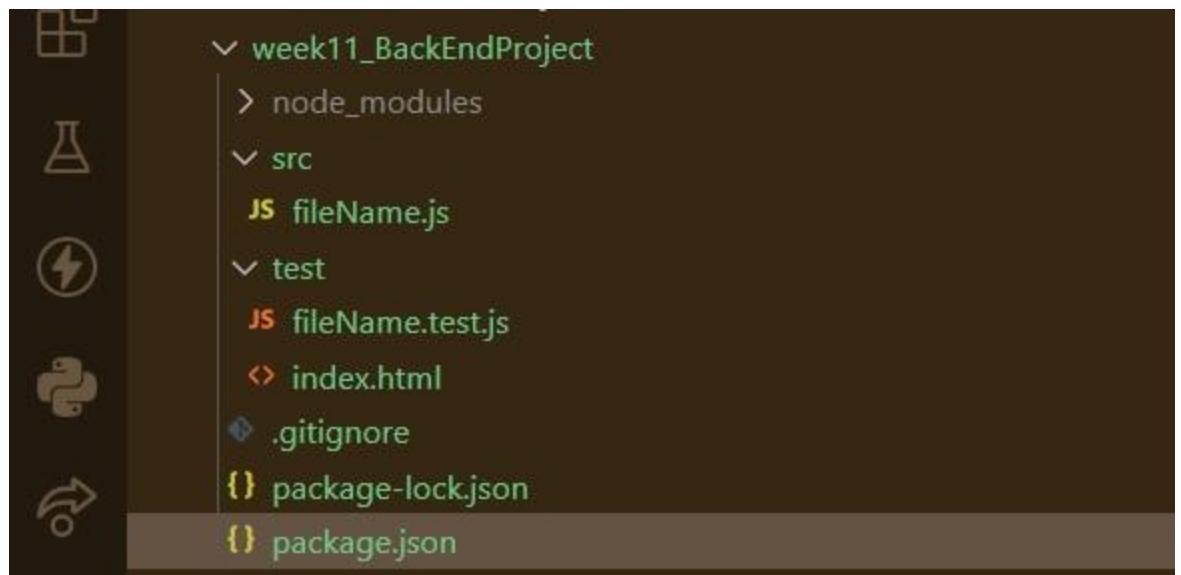 week11_BackEndProject
node_modules
src
JS fileName.js
test
JS fileName.test.js
<> index.html
.gitignore
{} package-lock.json
{} package.json